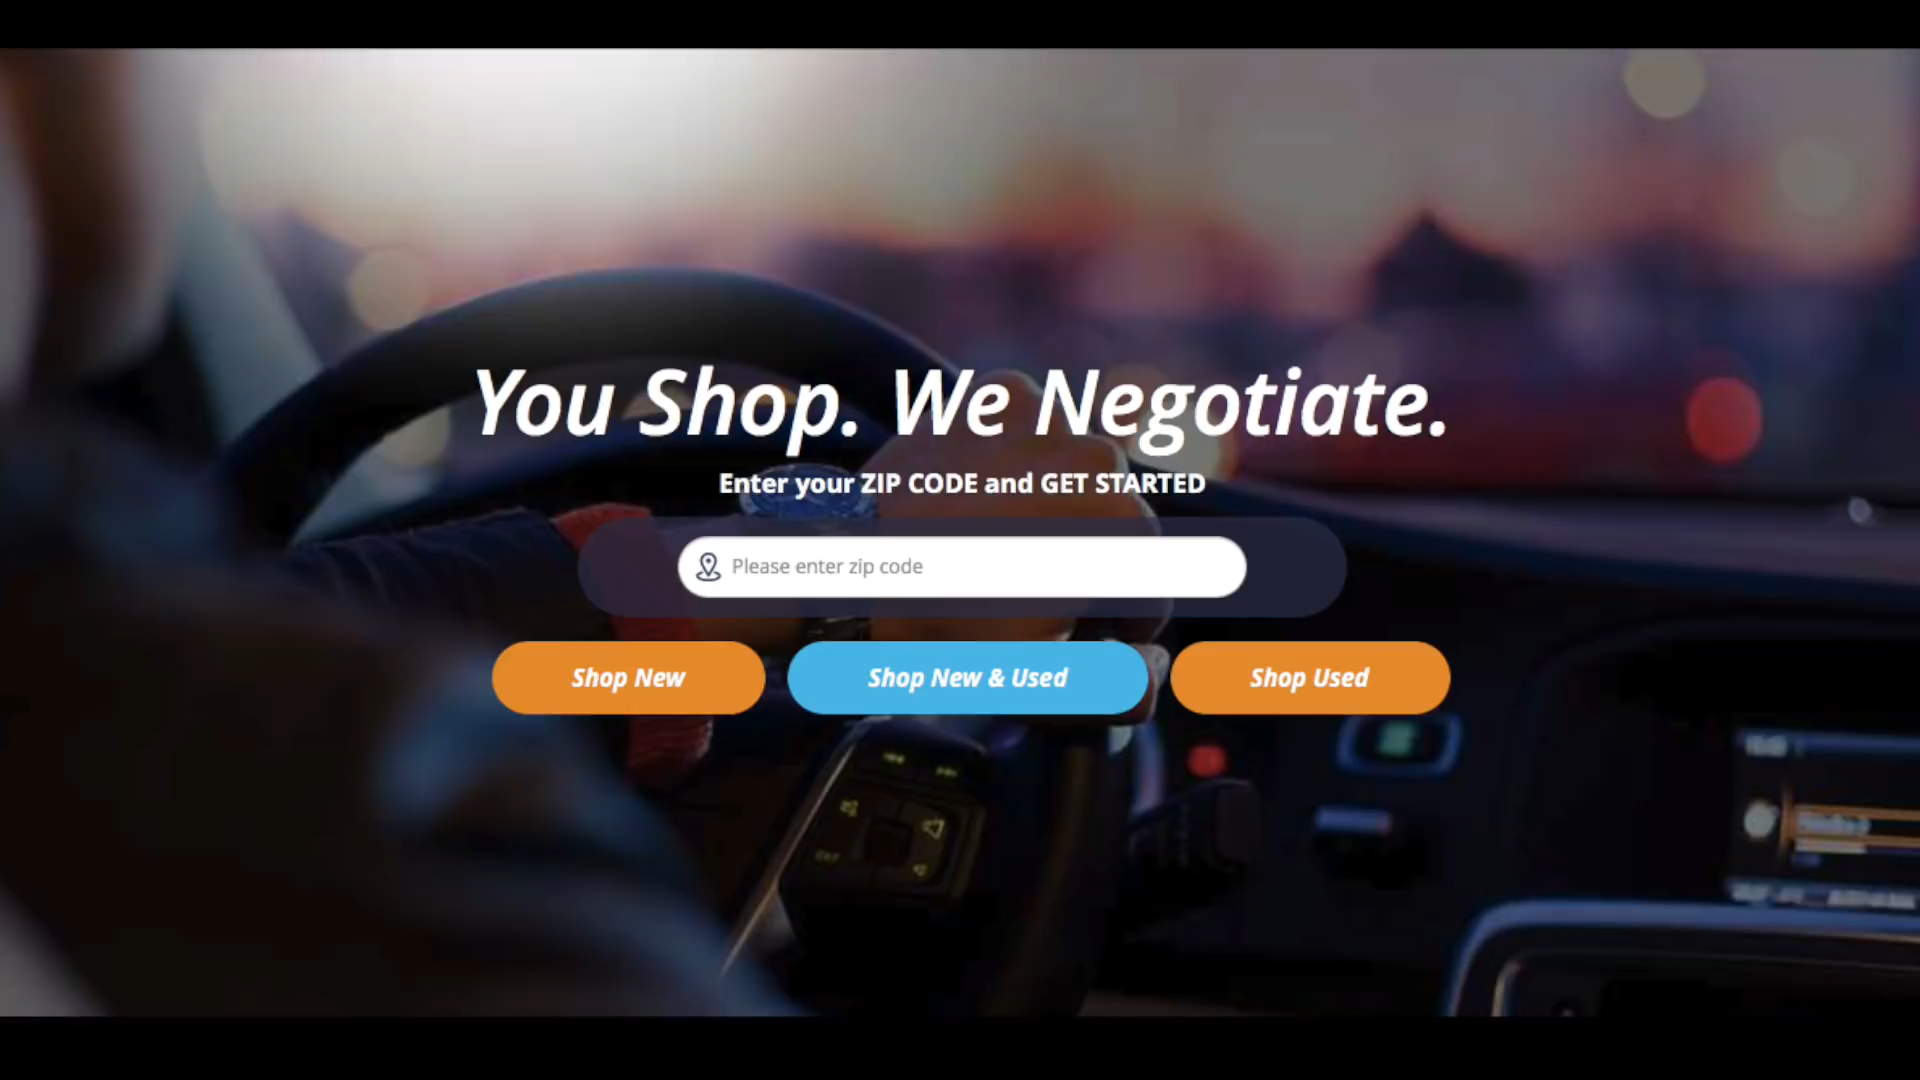 You Shop. We Negotiate.
Enter your ZIP CODE and GET STARTED
Please enter zip code
Shop New
Shop New & Used
Shop Used